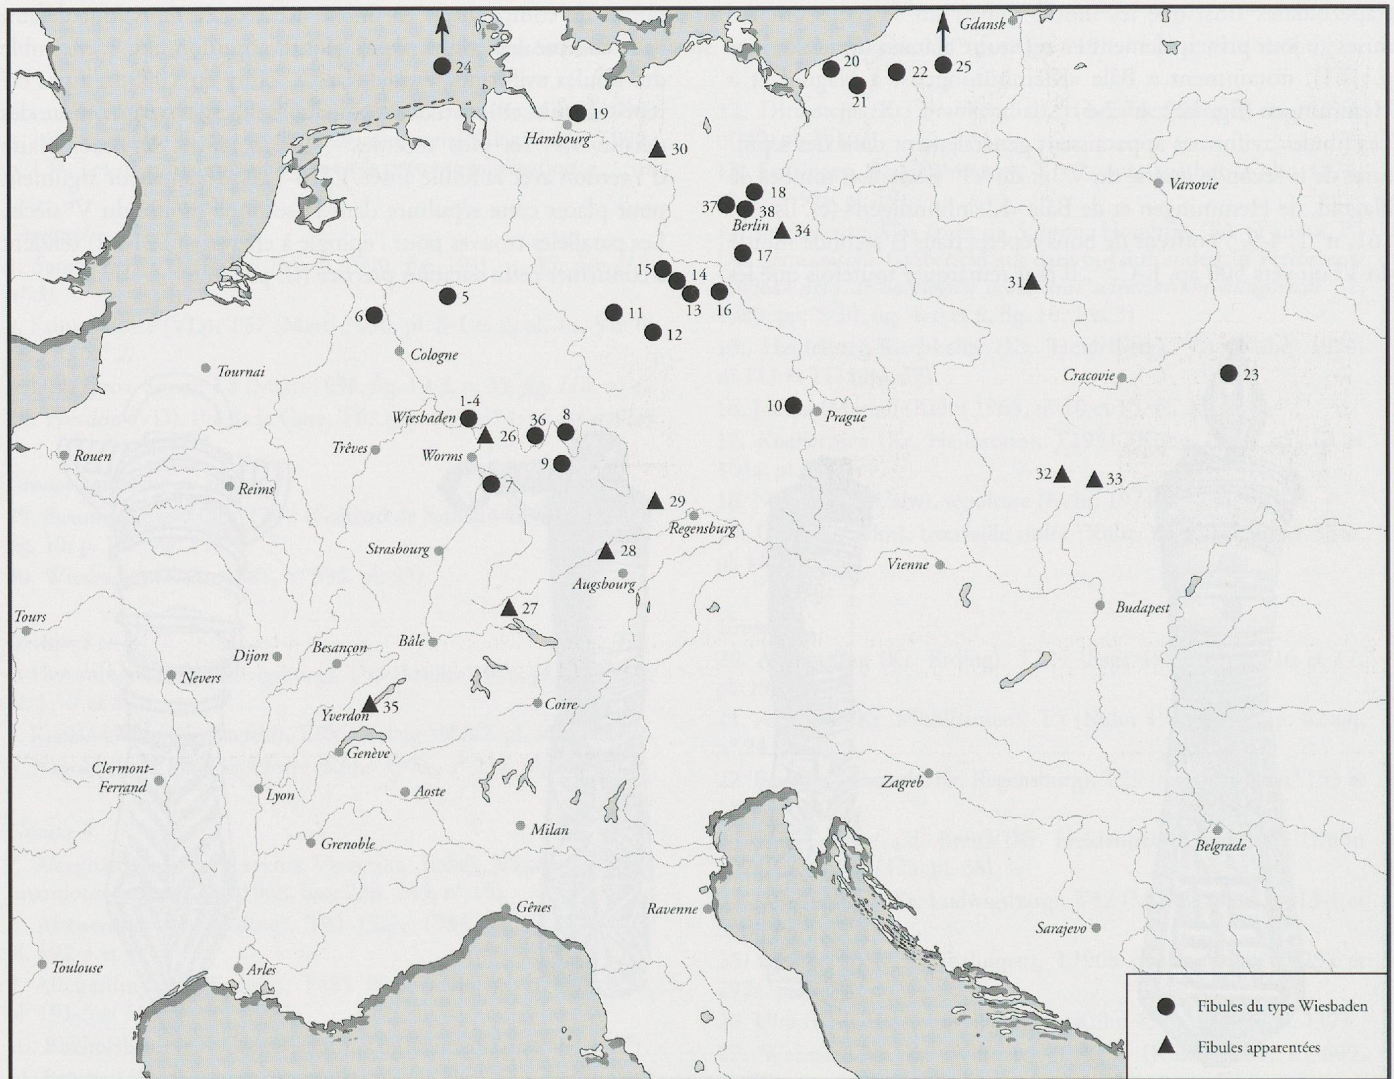 Gdansk
24
20
22
25
21
19
Hambourg
30
Varsovie
18
37
38
Berlin
34
17
15
14
31
13
16
5
6
11
12
Cologne
Tournai
Cracovie
23
1-4
10
Prague
Wiesbaden
36
8
26
Trêves
Worms
9
Rouen
32
33
Reims
7
29
Regensburg
Strasbourg
28
Vienne
Augsbourg
27
Budapest
Tours
Besançon
Bâle
Dijon
Nevers
Yverdon
35
Coire
Genève
Clermont-
Ferrand
Zagreb
Lyon
Aoste
Milan
Grenoble
Belgrade
Gênes
Ravenne
Sarajevo
Toulouse
Arles
Fibules du type Wiesbaden
Fibules apparentées